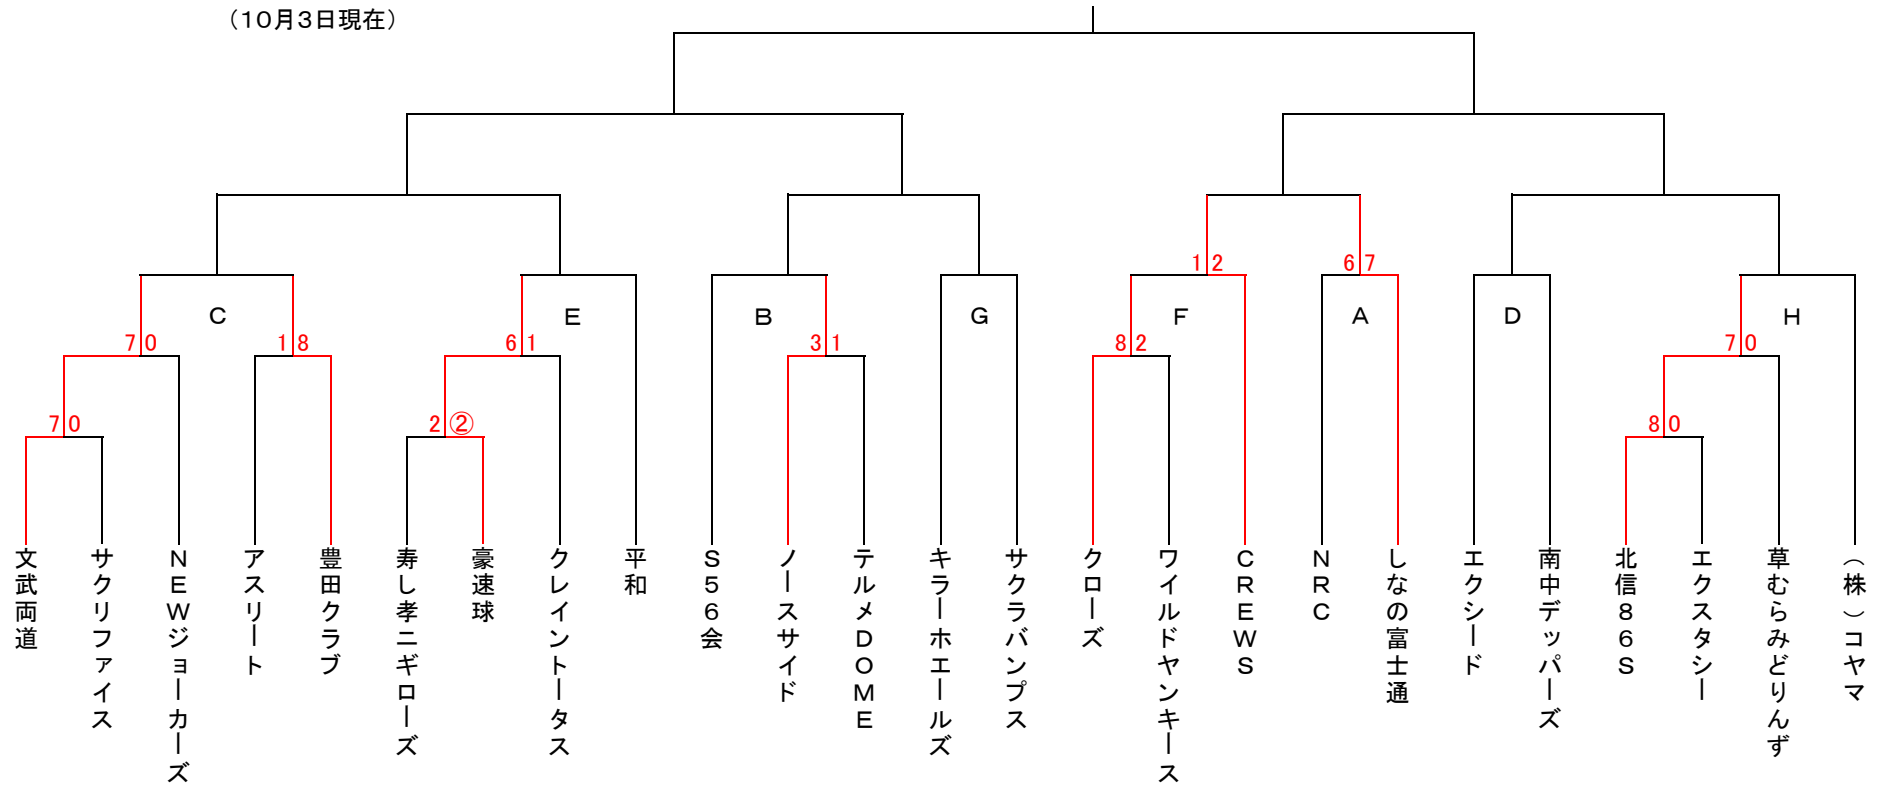 （10月3日現在）
1 2
6 7
C
E
B
G
F
A
D
H
7 0
1 8
6 1
3 1
8 2
7 0
7 0
2 ②
8 0
文武両道
サクリファイス
NEWジョーカーズ
アスリート
豊田クラブ
寿し孝ニギローズ
豪速球
クレイントータス
平和
S56会
ノースサイド
テルメDOME
キラーホエールズ
サクラバンプス
クローズ
ワイルドヤンキース
CREWS
NRC
しなの富士通
エクシード
南中デッパーズ
北信86S
エクスタシー
草むらみどりんず
（株）コヤマ